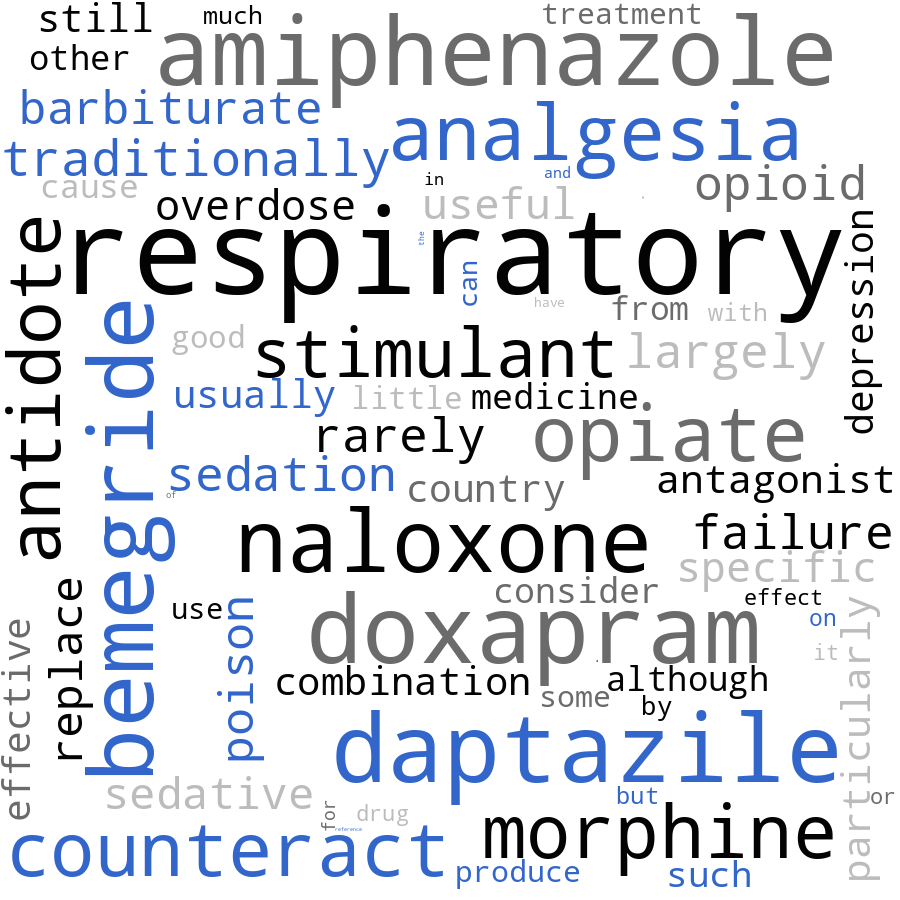 still
much
treatment
amiphenazole
other
barbiturate
analgesia
traditionally
cause
in
and
opioid
overdose
useful
the
respiratory
antidote
depression
can
have
from
with
bemegride
good
stimulant
largely
usually
little
medicine
rarely
opiate
sedation
of
country
antagonist
naloxone
failure
specific
consider
effect
replace
use
poison
doxapram
on
it
effective
particularly
combination
although
some
by
daptazile
sedative
for
drug
but
or
reference
counteract
morphine
produce
such